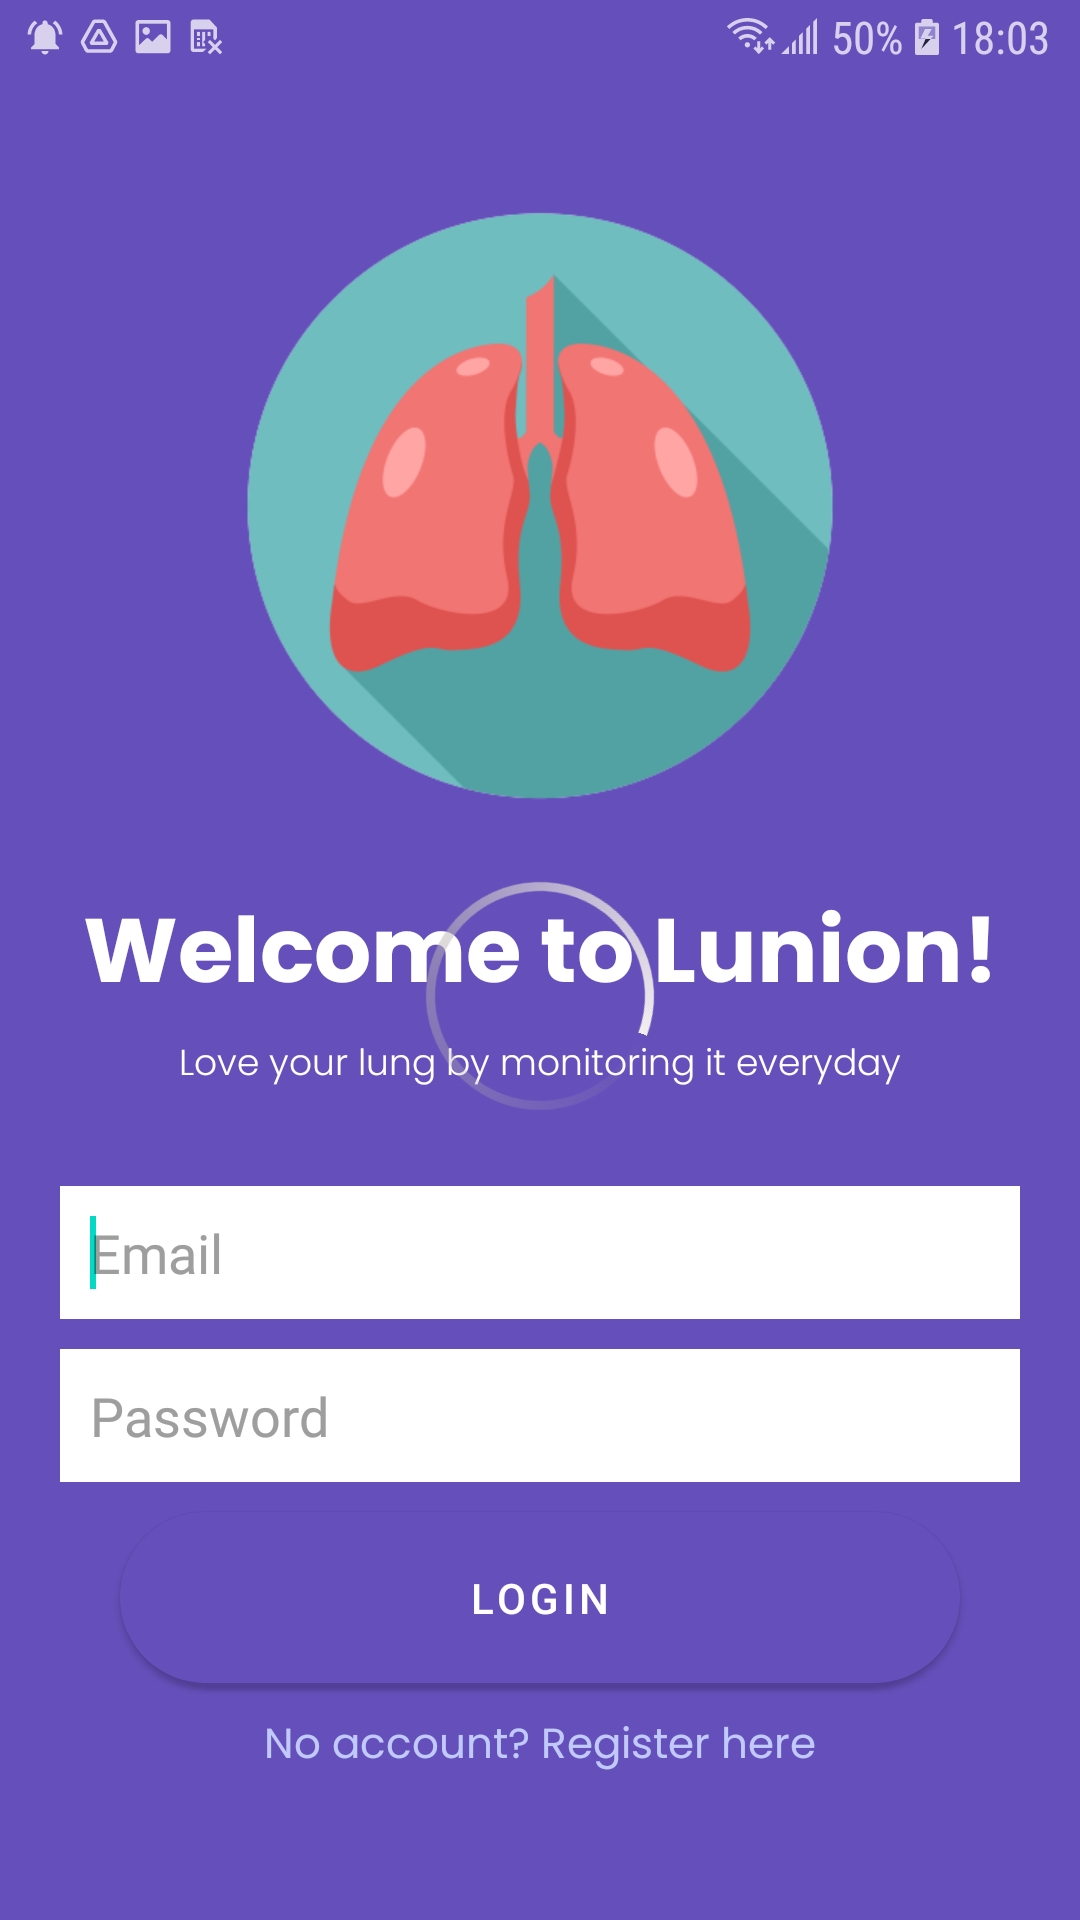 50% 18:03
Welcome to Lunion!
Love your lung by monitoring it everyday
Email
Password
LOGIN
No account? Register here